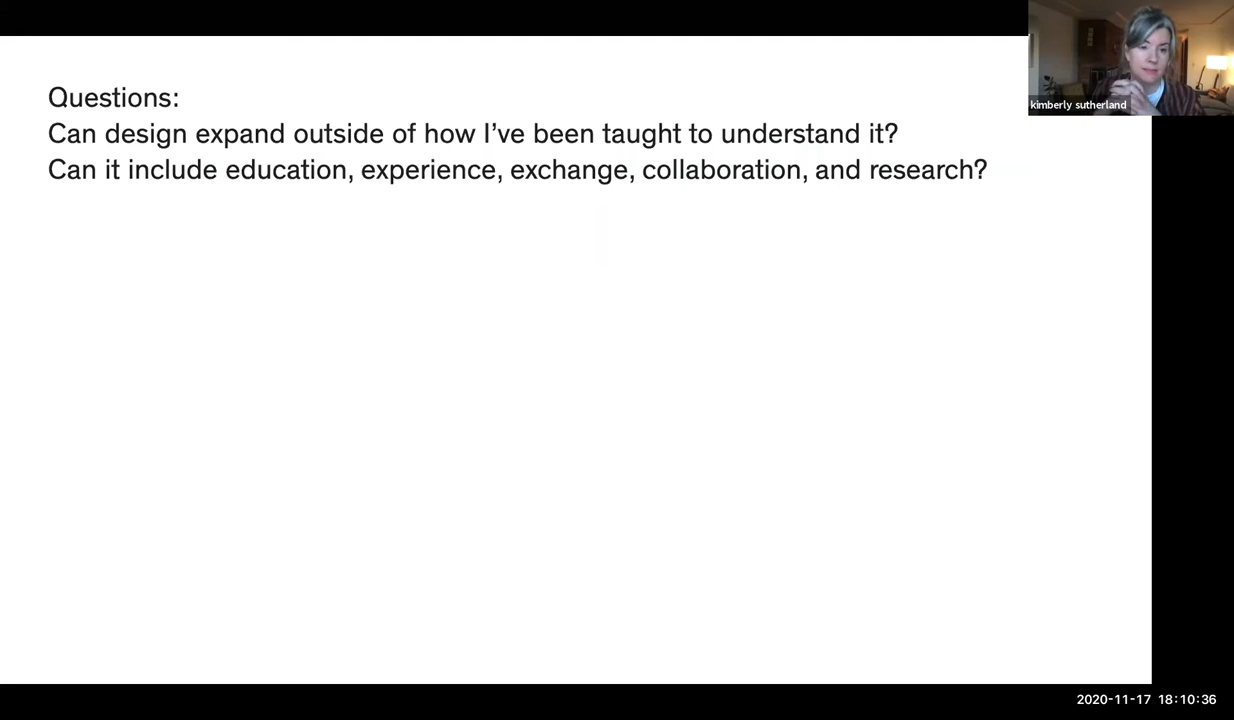 Questions:
Can design expand outside of how I've been taught to understand it?
Can it include education, experience, exchange, collaboration, and research?
kimberly sutherland
2020-11-17 18:10:36